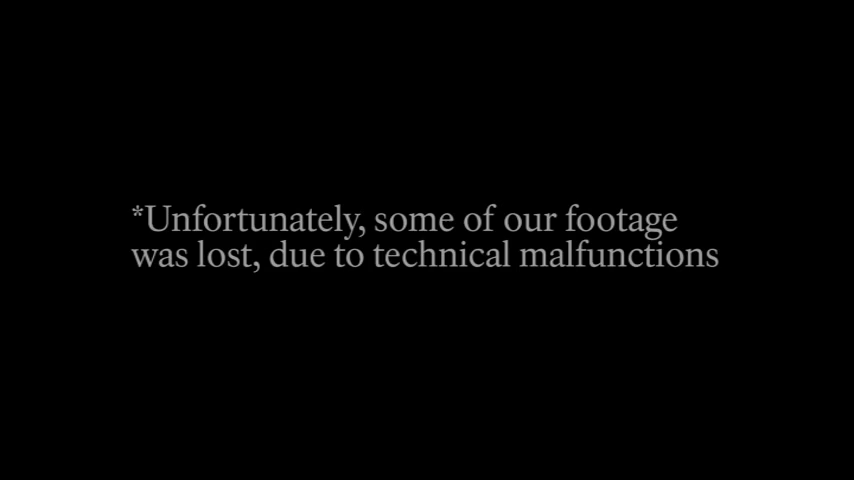 *Unfortunately, some of our footage
was lost, due to technical malfunctions